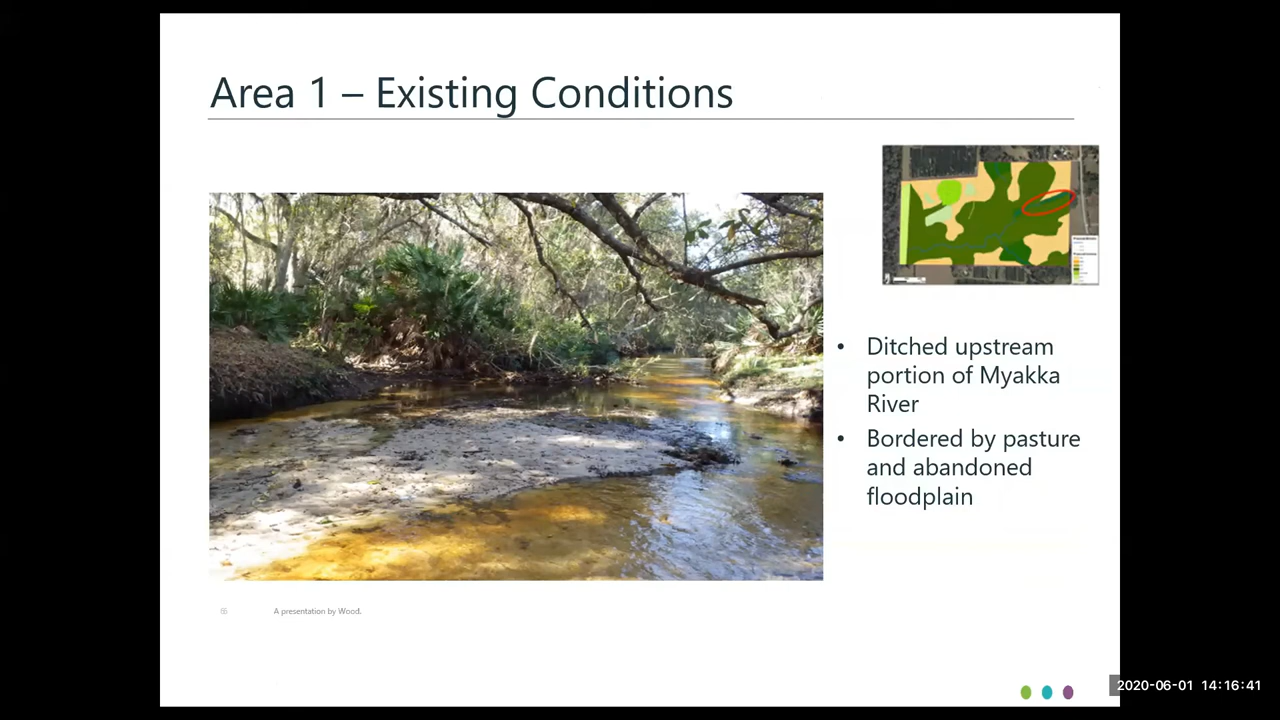 Area 1 – Existing Conditions
• Ditched upstream
portion of Myakka
River
• Bordered by pasture
and abandoned
floodplain
A presentation by Wood.
2020-06-01 14:16:41